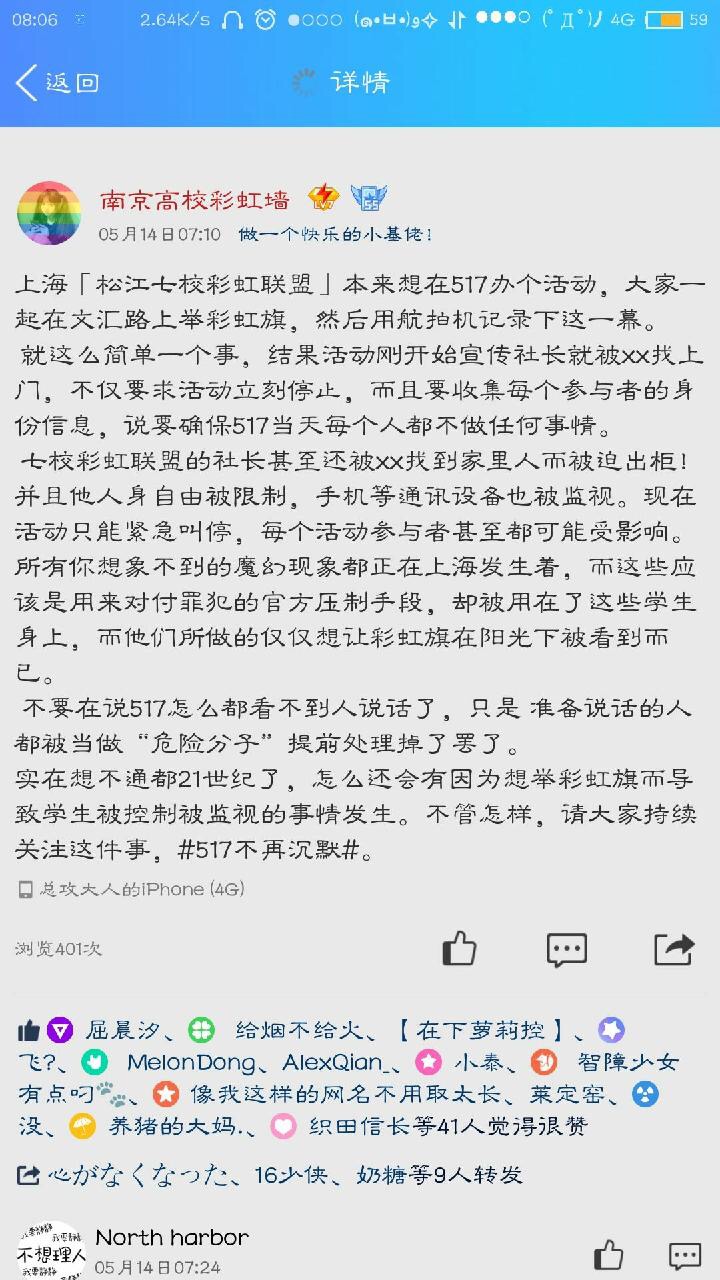 08:06 2.64K/s 4G 59
返回 详情
南京高校彩虹墙
05月14日07:10 做一个快乐的小基佬!
上海「松江七校彩虹联盟」本来想在517办个活动，大家一
起在文汇路上举彩虹旗，然后用航拍机记录下这一幕。
就这么简单一个事，结果活动刚开始宣传社长就被xx找上
门，不仅要求活动立刻停止，而且要收集每个参与者的身
份信息，说要确保517当天每个人都不做任何事情。
七校彩虹联盟的社长甚至还被xx找到家里人而被迫出柜!
并且他人身自由被限制，手机等通讯设备也被监视。现在
活动只能紧急叫停，每个活动参与者甚至都可能受影响。
所有你想象不到的魔幻现象都正在上海发生着，而这些应
该是用来对付罪犯的官方压制手段，却被用在了这些学生
身上，而他们所做的仅仅想让彩虹旗在阳光下被看到而
已。
不要在说517怎么都看不到人说话了，只是 准备说话的人
都被当做“危险分子”提前处理掉了罢了。
实在想不通都21世纪了，怎么还会有因为想举彩虹旗而导
致学生被控制被监视的事情发生。不管怎样，请大家持续
关注这件事，#517不再沉默#。
总攻大人的iPhone (4G)
浏览401次
屈晨汐、 给烟不给火、【在下萝莉控】、
飞?、 MelonDong、AlexQian_、 小泰、 智障少女
有点叼🐾、 像我这样的网名不用取太长、莱定窑、
没、 养猪的大妈.、 织田信长等41人觉得很赞
心がなくなった、16少侠、奶糖等9人转发
不想理人 North harbor
05月14日07:24